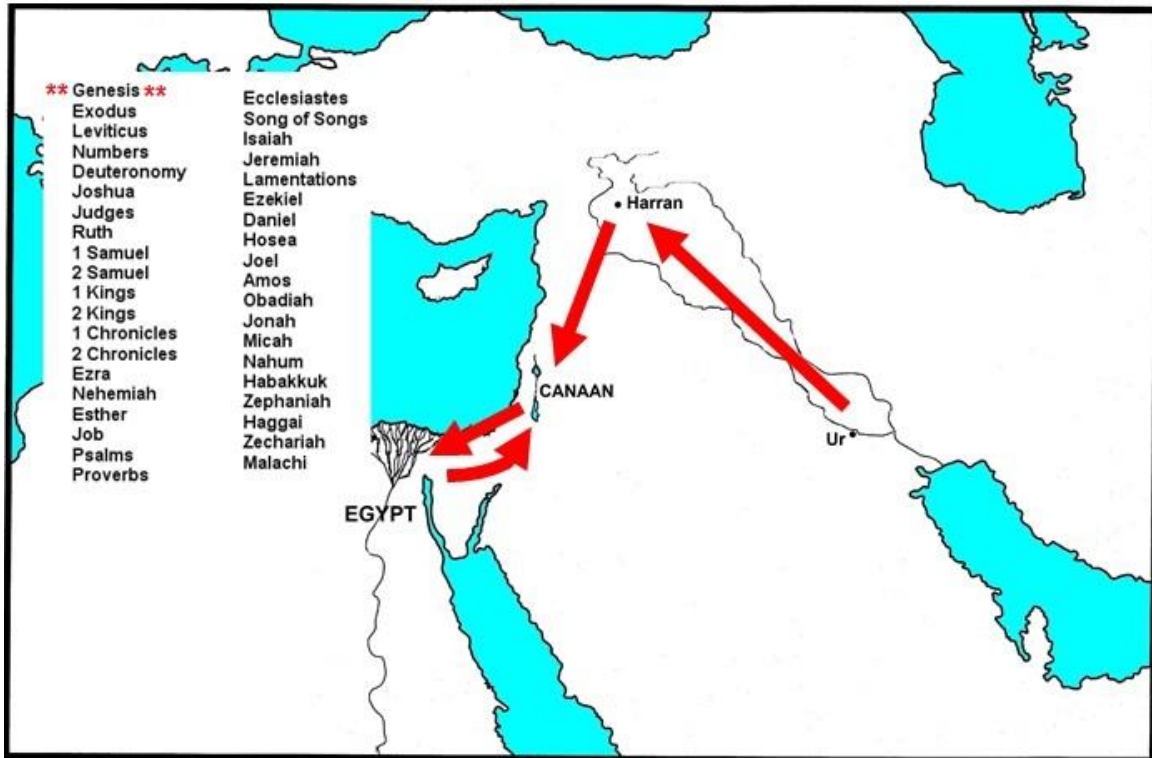 ** Genesis **
Exodus
Leviticus
Numbers
Deuteronomy
Joshua
Judges
Ruth
1 Samuel
2 Samuel
1 Kings
2 Kings
1 Chronicles
2 Chronicles
Ezra
Nehemiah
Esther
Job
Psalms
Proverbs
Ecclesiastes
Song of Songs
Isaiah
Jeremiah
Lamentations
Ezekiel
Daniel
Hosea
Joel
Amos
Obadiah
Jonah
Micah
Nahum
Habakkuk
Zephaniah
Haggai
Zechariah
Malachi
Harran
CANAAN
Ur
EGYPT